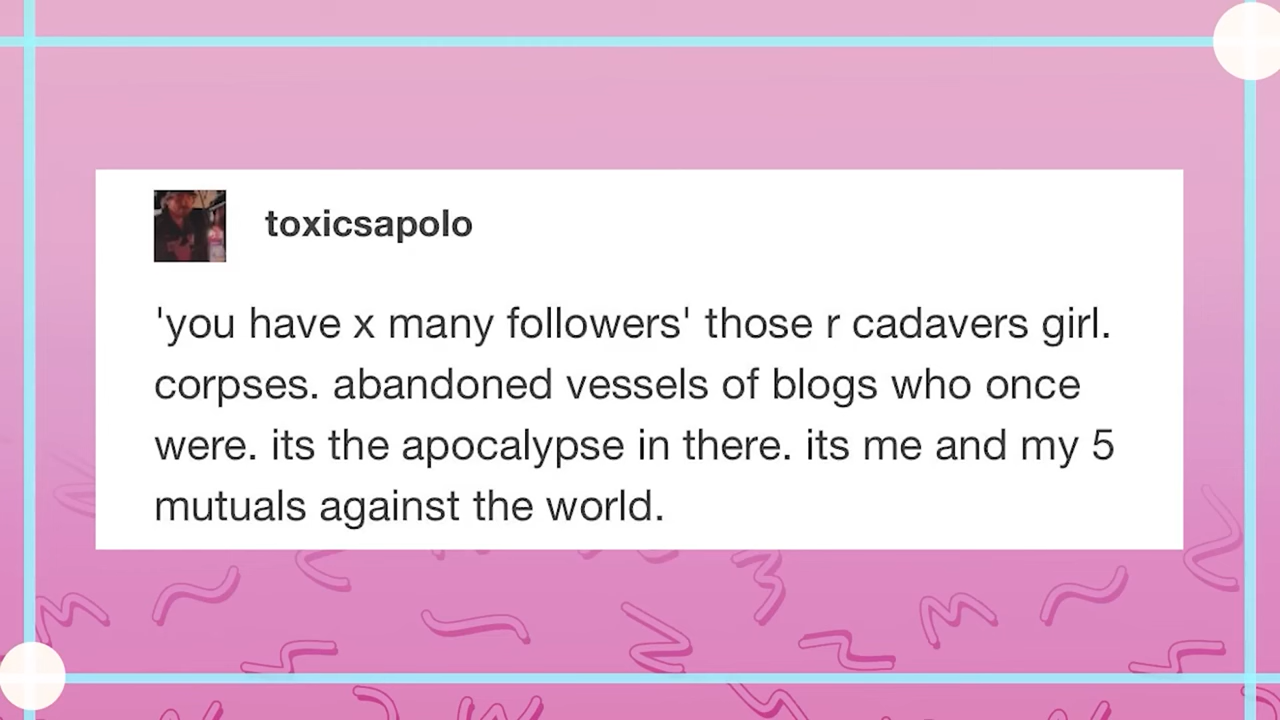 toxicsapolo
'you have x many followers' those r cadavers girl.
corpses. abandoned vessels of blogs who once
were. its the apocalypse in there. its me and my 5
mutuals against the world.